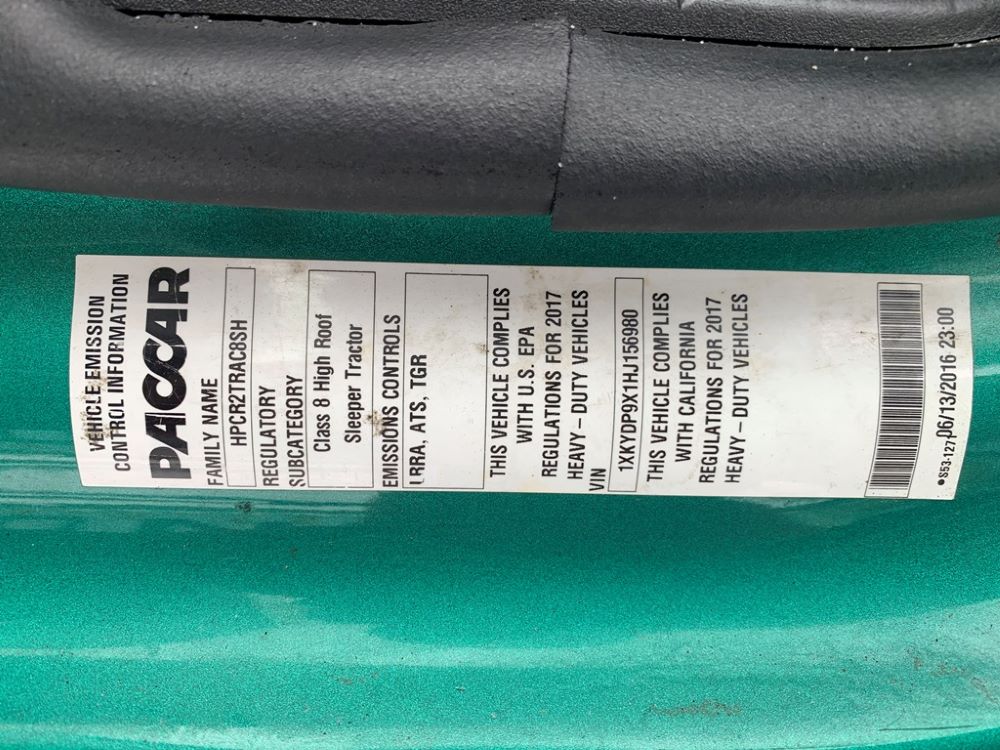 VEHICLE EMISSION
CONTROL INFORMATION
PACCAR
FAMILY NAME
HPCR2TRAC8SH
REGULATORY
SUBCATEGORY
Class 8 High Roof
Sleeper Tractor
EMISSIONS CONTROLS
LRRA, ATS, TGR
THIS VEHICLE COMPLIES
WITH U.S. EPA
REGULATIONS FOR 2017
HEAVY – DUTY VEHICLES
VIN
1XKYDP9X1HJ156980
THIS VEHICLE COMPLIES
WITH CALIFORNIA
REGULATIONS FOR 2017
HEAVY – DUTY VEHICLES
06/13/2016 23:00